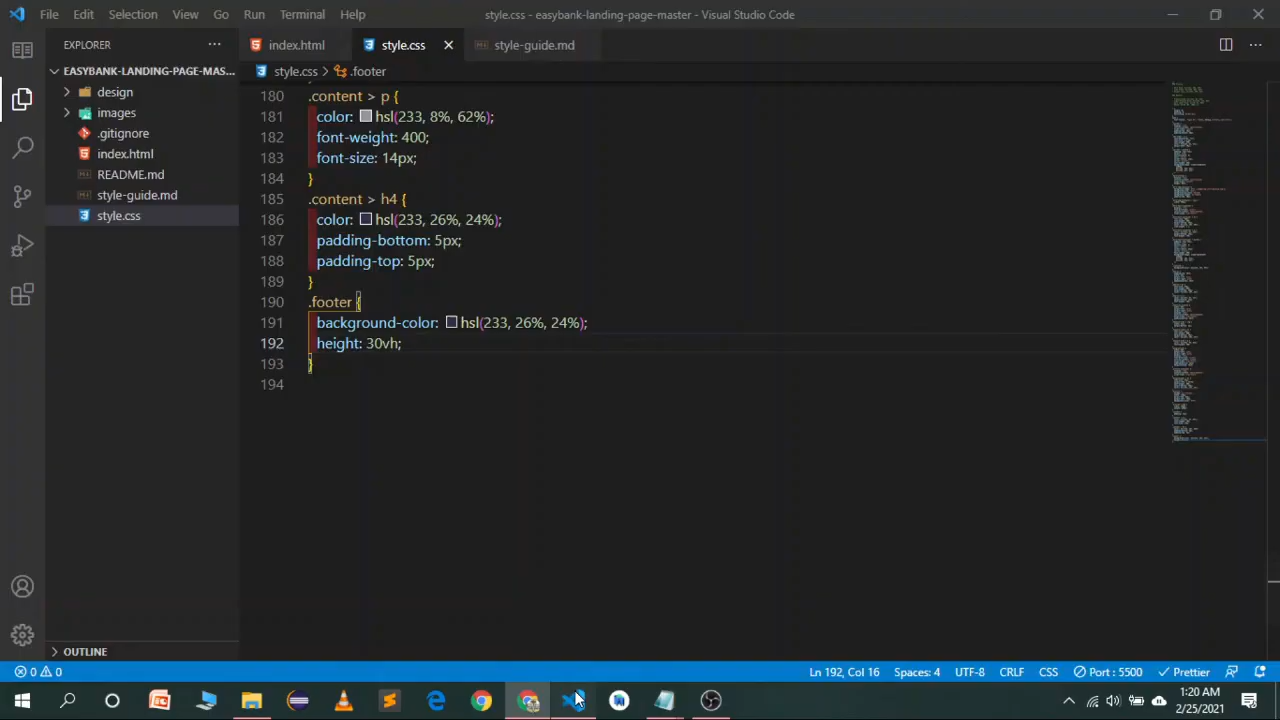 File Edit Selection View Go Run Terminal Help
style.css - easybank-landing-page-master - Visual Studio Code
EXPLORER
index.html
style.css
style-guide.md
EASYBANK-LANDING-PAGE-MAS...
style.css > .footer
design
images
.gitignore
index.html
README.md
style-guide.md
style.css
180 .content > p {
181 color: hsl(233, 8%, 62%);
182 font-weight: 400;
183 font-size: 14px;
184 }
185 .content > h4 {
186 color: hsl(233, 26%, 24%);
187 padding-bottom: 5px;
188 padding-top: 5px;
189 }
190 .footer {
191 background-color: hsl(233, 26%, 24%);
192 height: 30vh;
193 }
194
OUTLINE
0 0
Ln 192, Col 16 Spaces: 4 UTF-8 CRLF CSS Port : 5500 Prettier
1:20 AM
2/25/2021